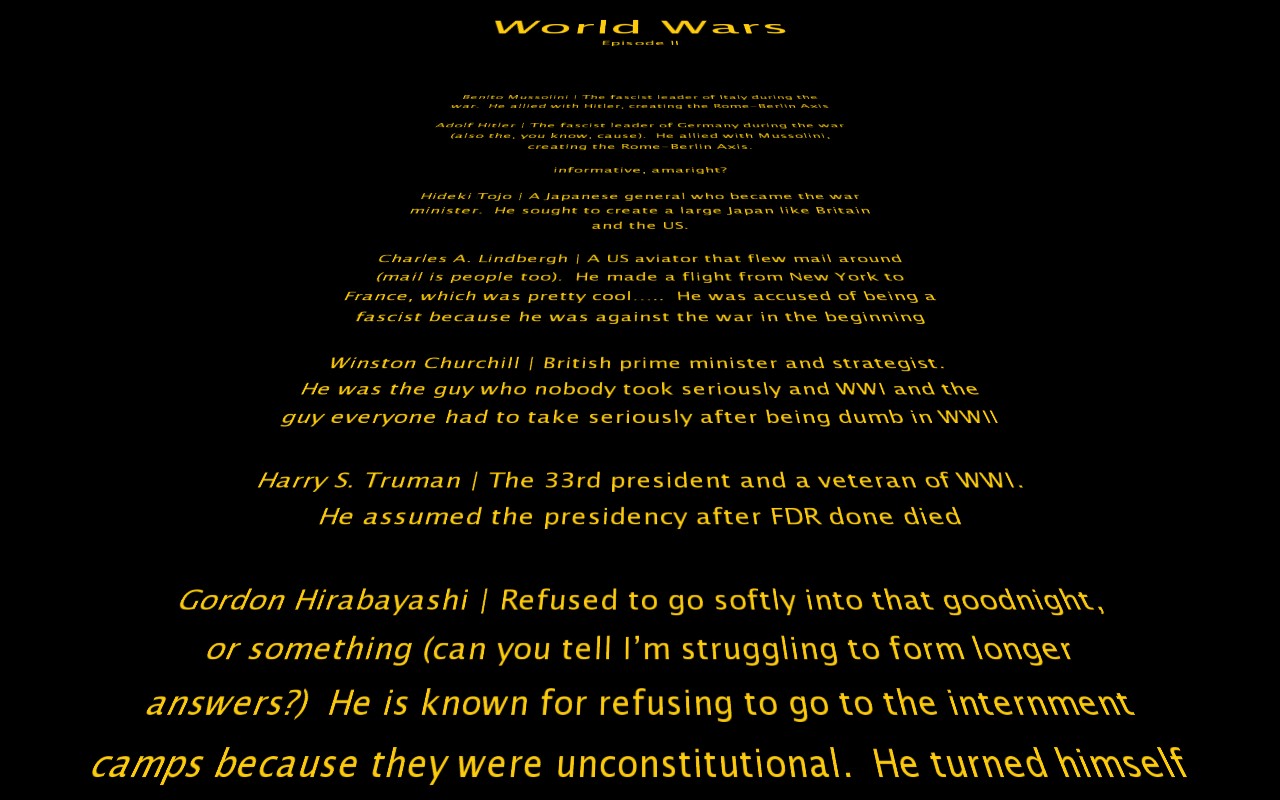 World Wars
Episode II
Benito Mussolini | The fascist leader of Italy during the
war.  He allied with Hitler, creating the Rome-Berlin Axis
Adolf Hitler | The fascist leader of Germany during the war
(also the, you know, cause).  He allied with Mussolini,
creating the Rome-Berlin Axis.
informative, amaright?
Hideki Tojo | A Japanese general who became the war
minister.  He sought to create a large Japan like Britain
and the US.
Charles A. Lindbergh | A US aviator that flew mail around
(mail is people too).  He made a flight from New York to
France, which was pretty cool.....  He was accused of being a
fascist because he was against the war in the beginning
Winston Churchill | British prime minister and strategist.
He was the guy who nobody took seriously and WWI and the
guy everyone had to take seriously after being dumb in WWII
Harry S. Truman | The 33rd president and a veteran of WWI.
He assumed the presidency after FDR done died
Gordon Hirabayashi | Refused to go softly into that goodnight,
or something (can you tell I’m struggling to form longer
answers?)  He is known for refusing to go to the internment
camps because they were unconstitutional.  He turned himself